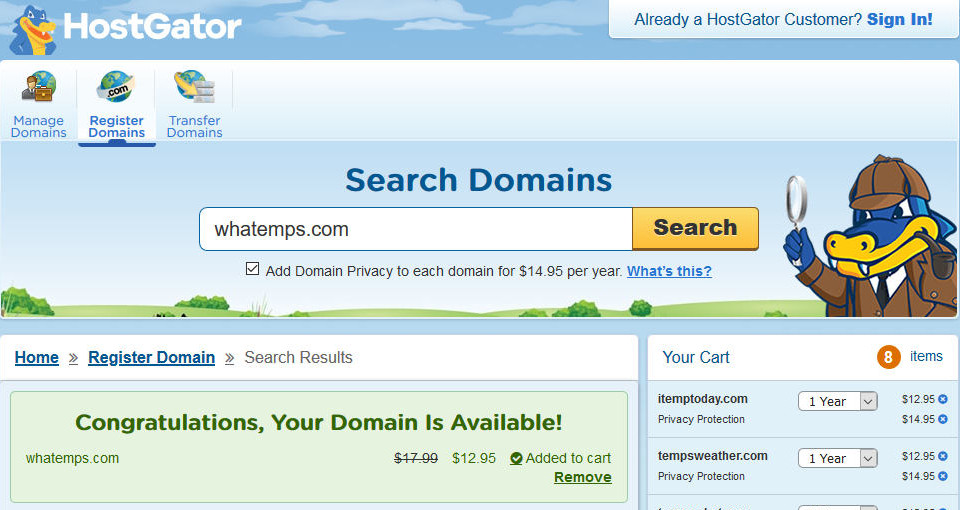 HostGator
Already a HostGator Customer? Sign In!
Manage
Domains
.com
Register
Domains
Transfer
Domains
Search Domains
whatemps.com
Search
Add Domain Privacy to each domain for $14.95 per year. What's this?
Home » Register Domain » Search Results
Your Cart 8 items
Congratulations, Your Domain Is Available!
whatemps.com $17.99 $12.95 Added to cart
Remove
itemptoday.com 1 Year $12.95
Privacy Protection $14.95
tempsweather.com 1 Year $12.95
Privacy Protection $14.95